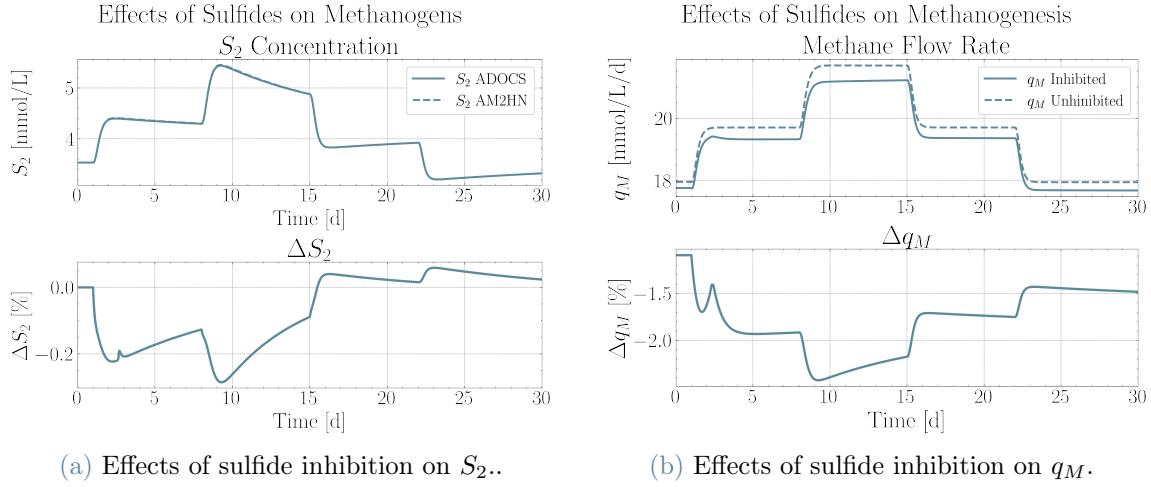 Effects of Sulfides on Methanogens
S2 Concentration
S2 [mmol/L]
5
4
S2 ADOCS
S2 AM2HN
0 5 10 15 20 25 30
Time [d]
ΔS2
ΔS2 [%]
0.0
−0.2
0 5 10 15 20 25 30
Time [d]
(a) Effects of sulfide inhibition on S2..
Effects of Sulfides on Methanogenesis
Methane Flow Rate
qM [mmol/L/d]
20
18
qM Inhibited
qM Unhinibited
0 5 10 15 20 25 30
ΔqM
ΔqM [%]
−1.5
−2.0
0 5 10 15 20 25 30
Time [d]
(b) Effects of sulfide inhibition on qM.